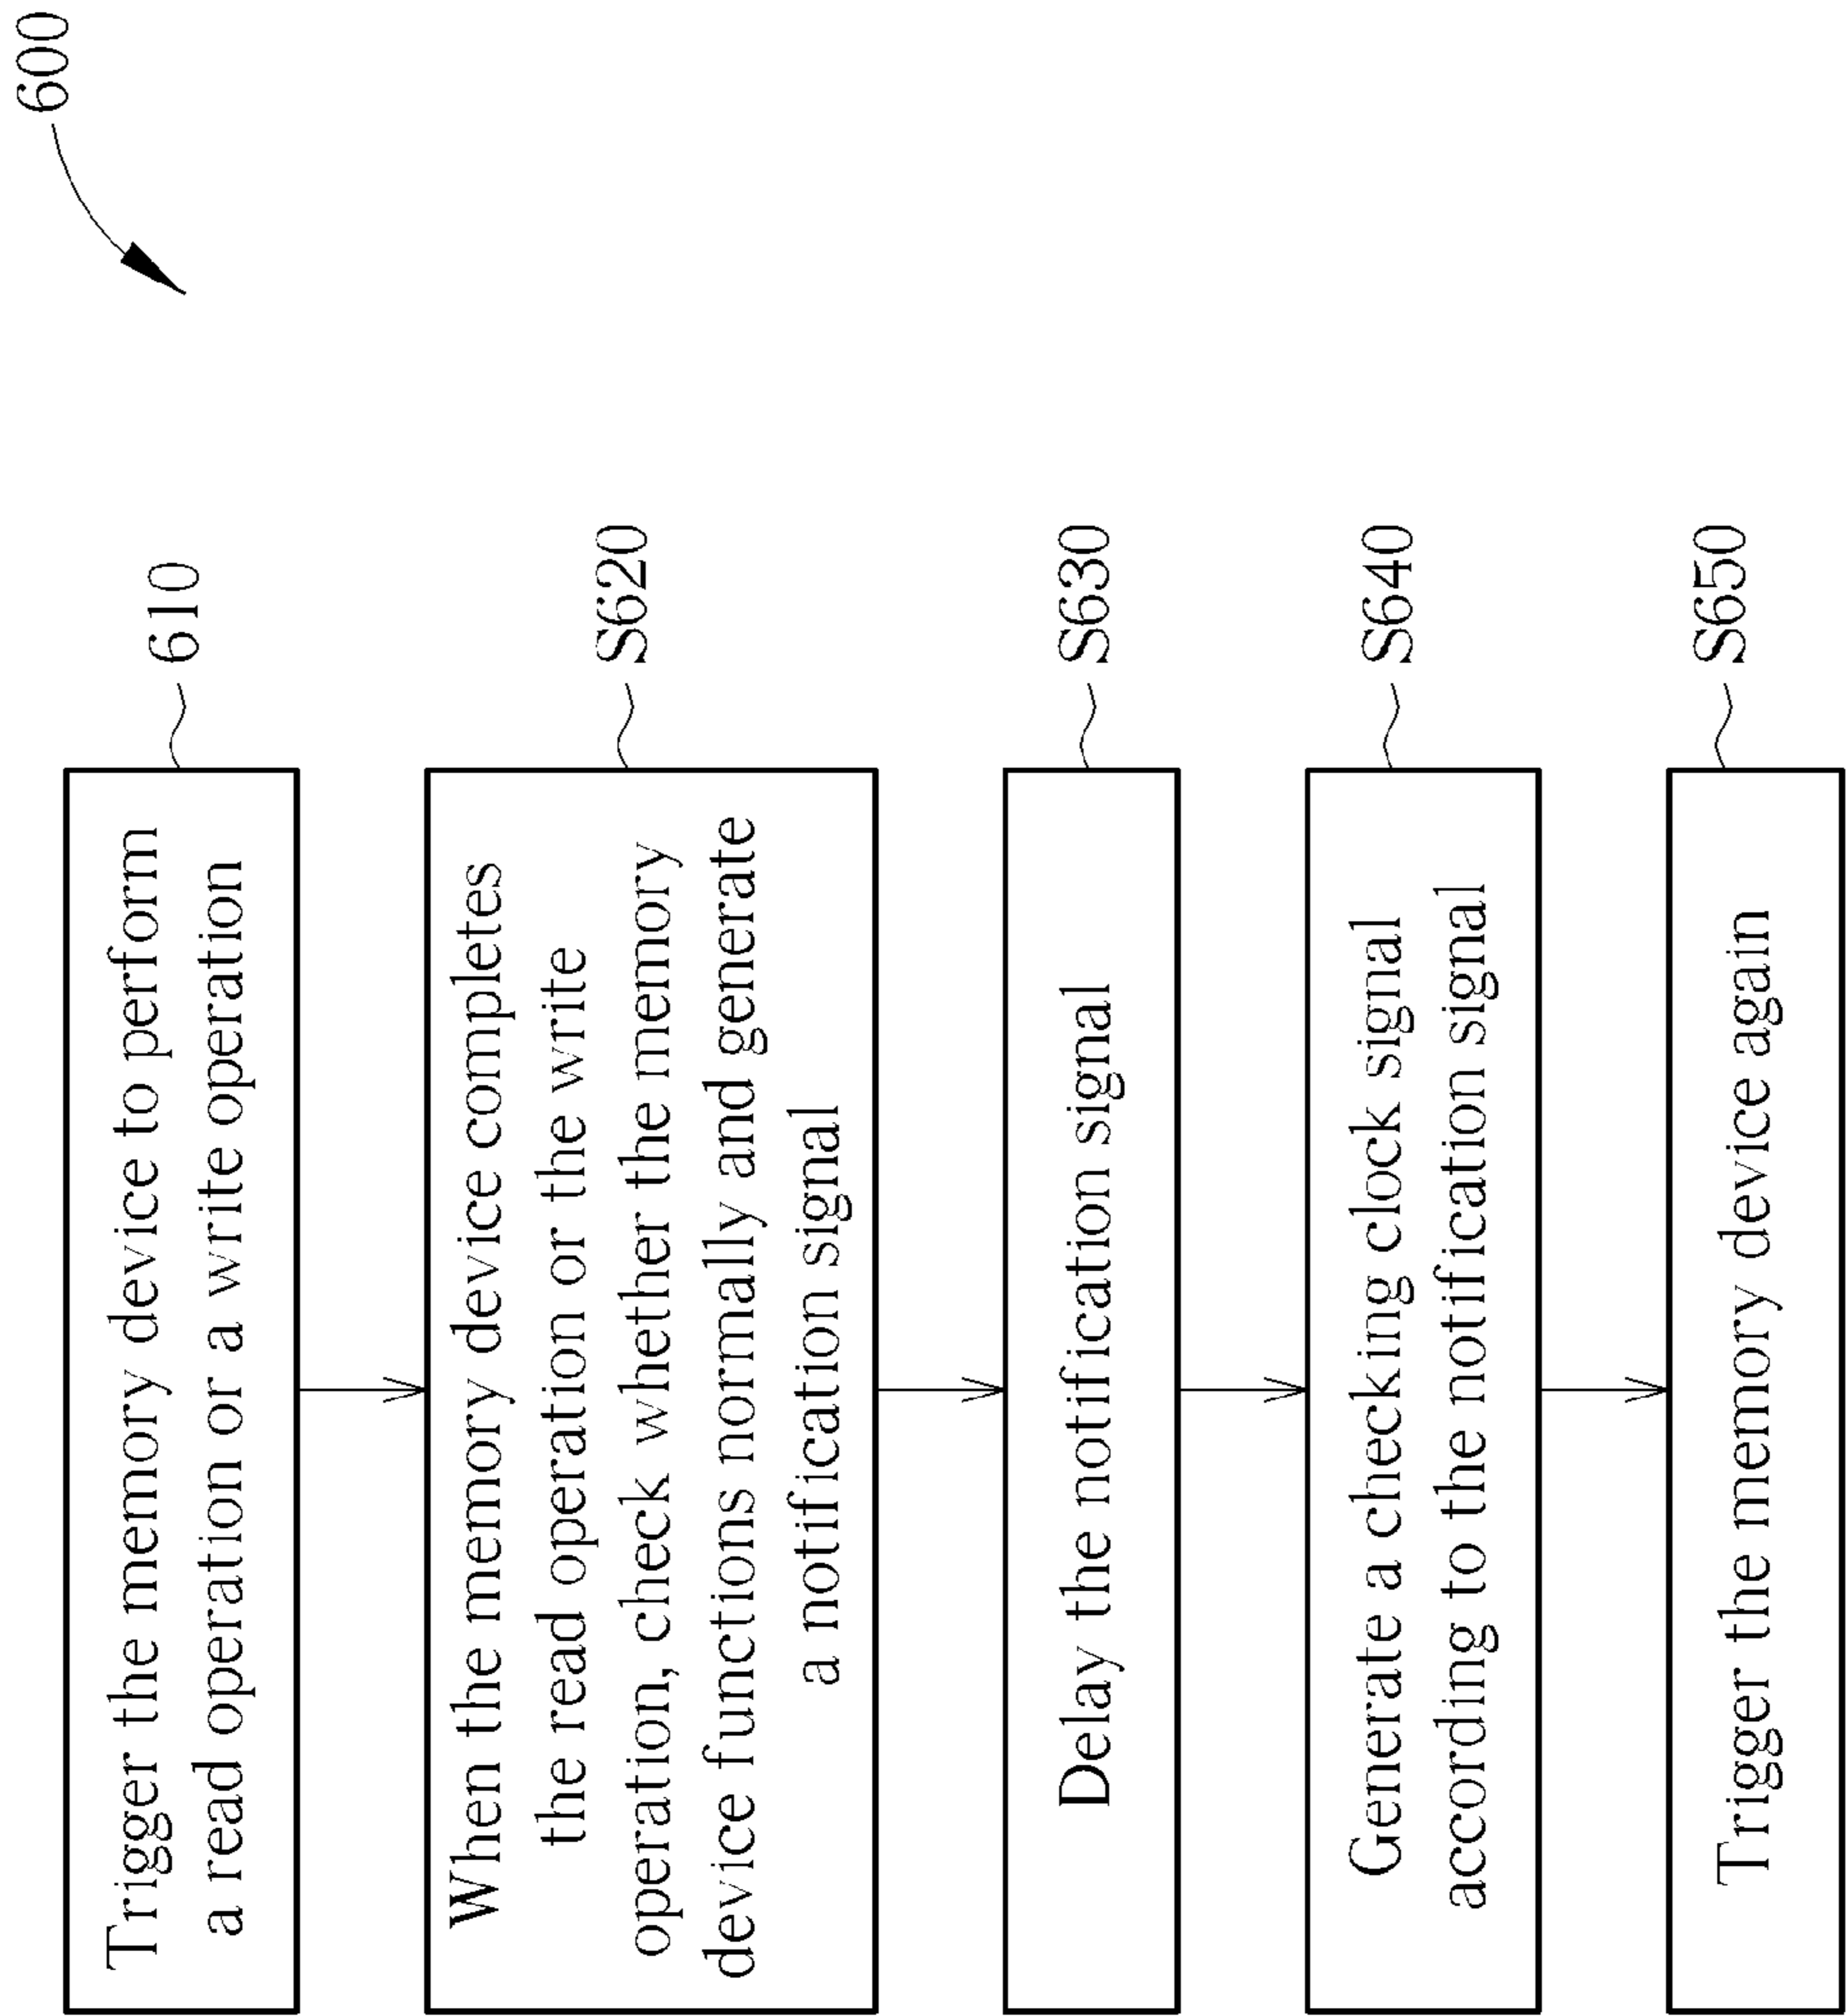 600
Trigger the memory device to perform
a read operation or a write operation
610
When the memory device completes
the read operation or the write
operation, check whether the memory
device functions normally and generate
a notification signal
S620
Delay the notification signal
S630
Generate a checking clock signal
according to the notification signal
S640
Trigger the memory device again
S650